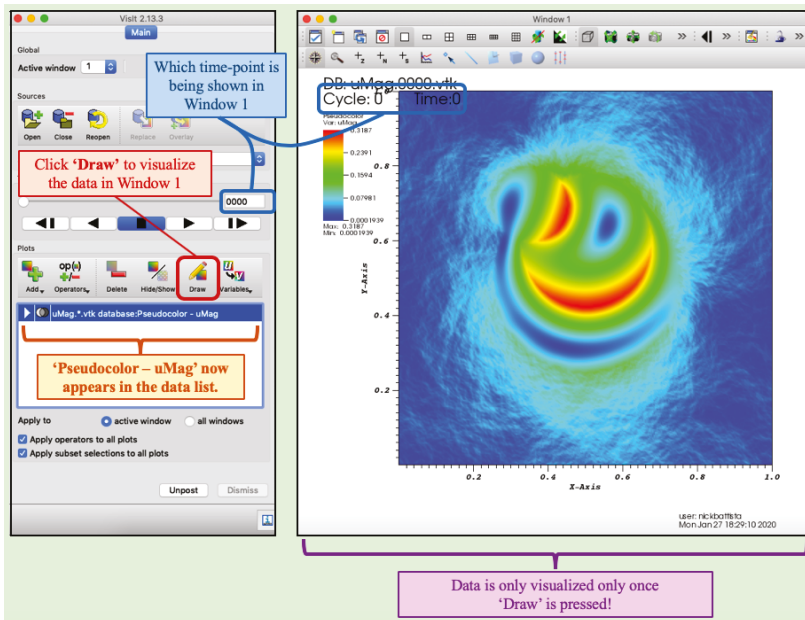 VisIt 2.13.3
Main
Global
Active window 1
Sources
Open Close Reopen Replace Overlay
Which time-point is
being shown in
Window 1
Click ‘Draw’ to visualize
the data in Window 1
0000
Plots
op(•)
+/-
u
v
Add Operators Delete Hide/Show Draw Variables
uMag.*.vtk database:Pseudocolor - uMag
‘Pseudocolor – uMag’ now
appears in the data list.
Apply to active window all windows
Apply operators to all plots
Apply subset selections to all plots
Unpost Dismiss
Window 1
DB: uMag.0000.vtk
Cycle: 0 Time:0
Pseudocolor
Var: uMag
0.3187
0.2391
0.1594
0.07981
0.0001939
Max: 0.3187
Min: 0.0001939
Y-Axis
0.8
0.6
0.4
0.2
0.2 0.4 0.6 0.8 1.0
X-Axis
user: nickbattista
Mon Jan 27 18:29:10 2020
Data is only visualized only once
‘Draw’ is pressed!